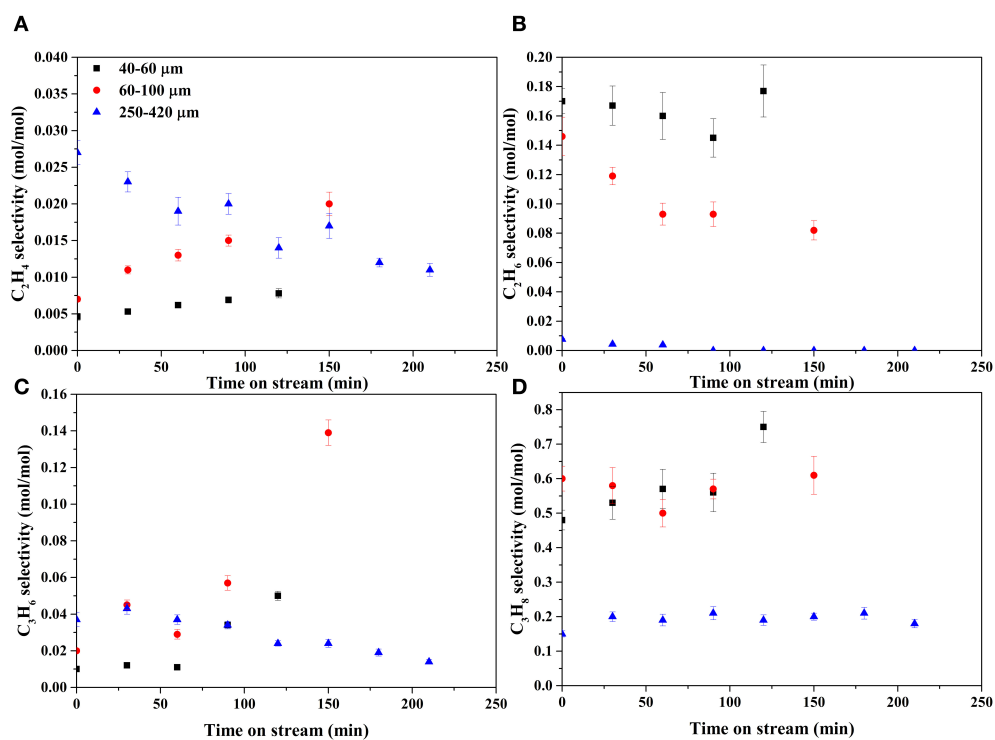 A
B
0.040
0.035
0.030
0.025
0.020
0.015
0.010
0.005
0.000
C2H4 selectivity (mol/mol)
40-60 μm
60-100 μm
250-420 μm
0 50 100 150 200 250
Time on stream (min)
0.20
0.18
0.16
0.14
0.12
0.10
0.08
0.06
0.04
0.02
0.00
C2H6 selectivity (mol/mol)
0 50 100 150 200 250
Time on stream (min)
C
D
0.16
0.14
0.12
0.10
0.08
0.06
0.04
0.02
0.00
C3H6 selectivity (mol/mol)
0 50 100 150 200 250
Time on stream (min)
0.8
0.7
0.6
0.5
0.4
0.3
0.2
0.1
0.0
C3H8 selectivity (mol/mol)
0 50 100 150 200 250
Time on stream (min)